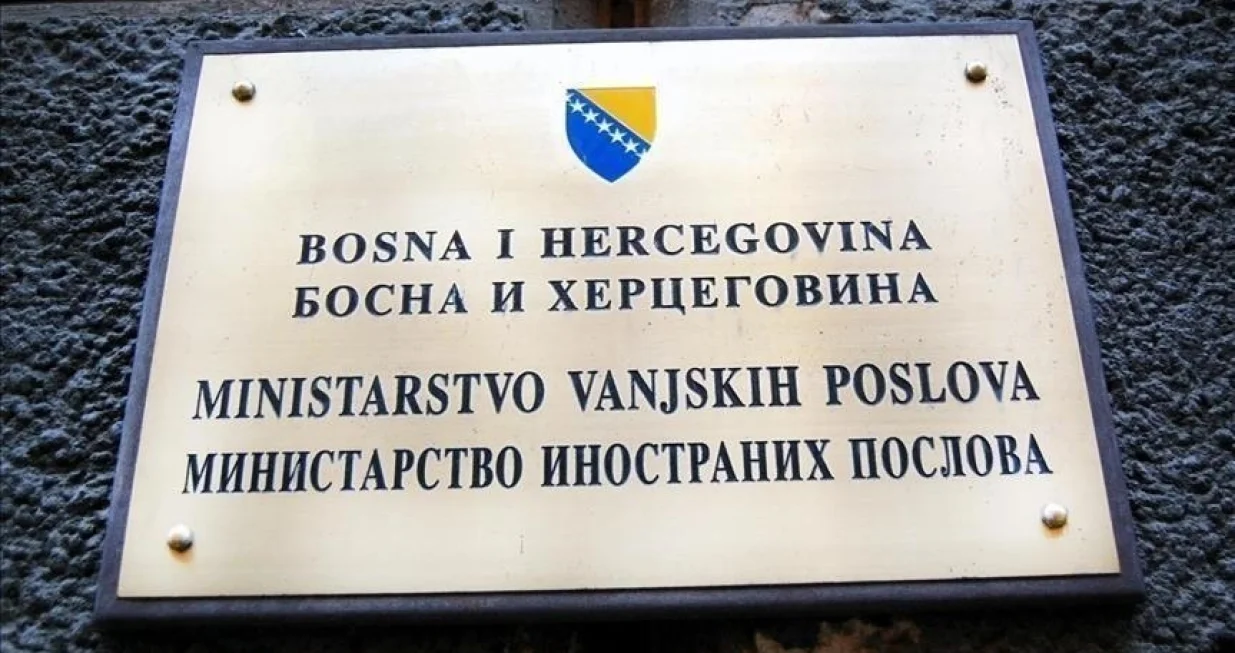 BOSNA I HERCEGOVINA
БОСНА И ХЕРЦЕГОВИНА
MINISTARSTVO VANJSKIH POSLOVA
МИНИСТАРСТВО ИНОСТРАНИХ ПОСЛОВА